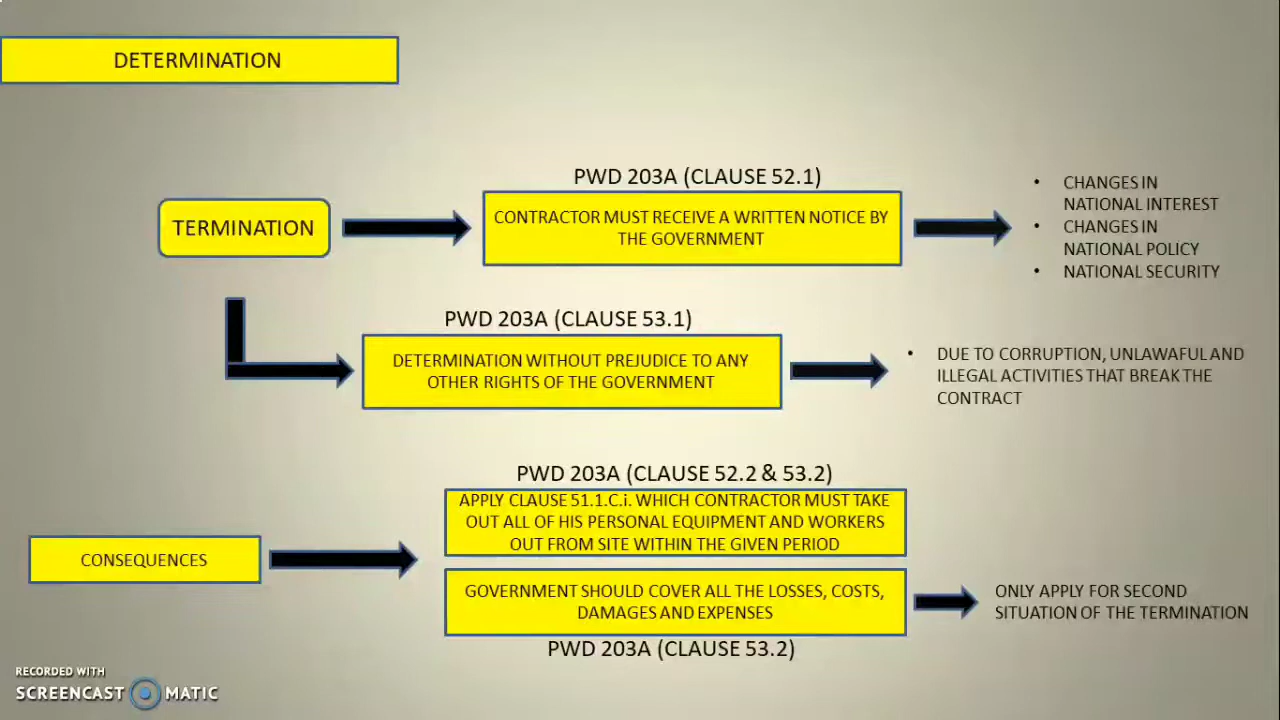 DETERMINATION
PWD 203A (CLAUSE 52.1)
TERMINATION
CONTRACTOR MUST RECEIVE A WRITTEN NOTICE BY
THE GOVERNMENT
• CHANGES IN
NATIONAL INTEREST
• CHANGES IN
NATIONAL POLICY
• NATIONAL SECURITY
PWD 203A (CLAUSE 53.1)
DETERMINATION WITHOUT PREJUDICE TO ANY
OTHER RIGHTS OF THE GOVERNMENT
• DUE TO CORRUPTION, UNLAWAFUL AND
ILLEGAL ACTIVITIES THAT BREAK THE
CONTRACT
PWD 203A (CLAUSE 52.2 & 53.2)
CONSEQUENCES
APPLY CLAUSE 51.1.C.i. WHICH CONTRACTOR MUST TAKE
OUT ALL OF HIS PERSONAL EQUIPMENT AND WORKERS
OUT FROM SITE WITHIN THE GIVEN PERIOD
GOVERNMENT SHOULD COVER ALL THE LOSSES, COSTS,
DAMAGES AND EXPENSES
ONLY APPLY FOR SECOND
SITUATION OF THE TERMINATION
PWD 203A (CLAUSE 53.2)
RECORDED WITH
SCREENCAST MATIC